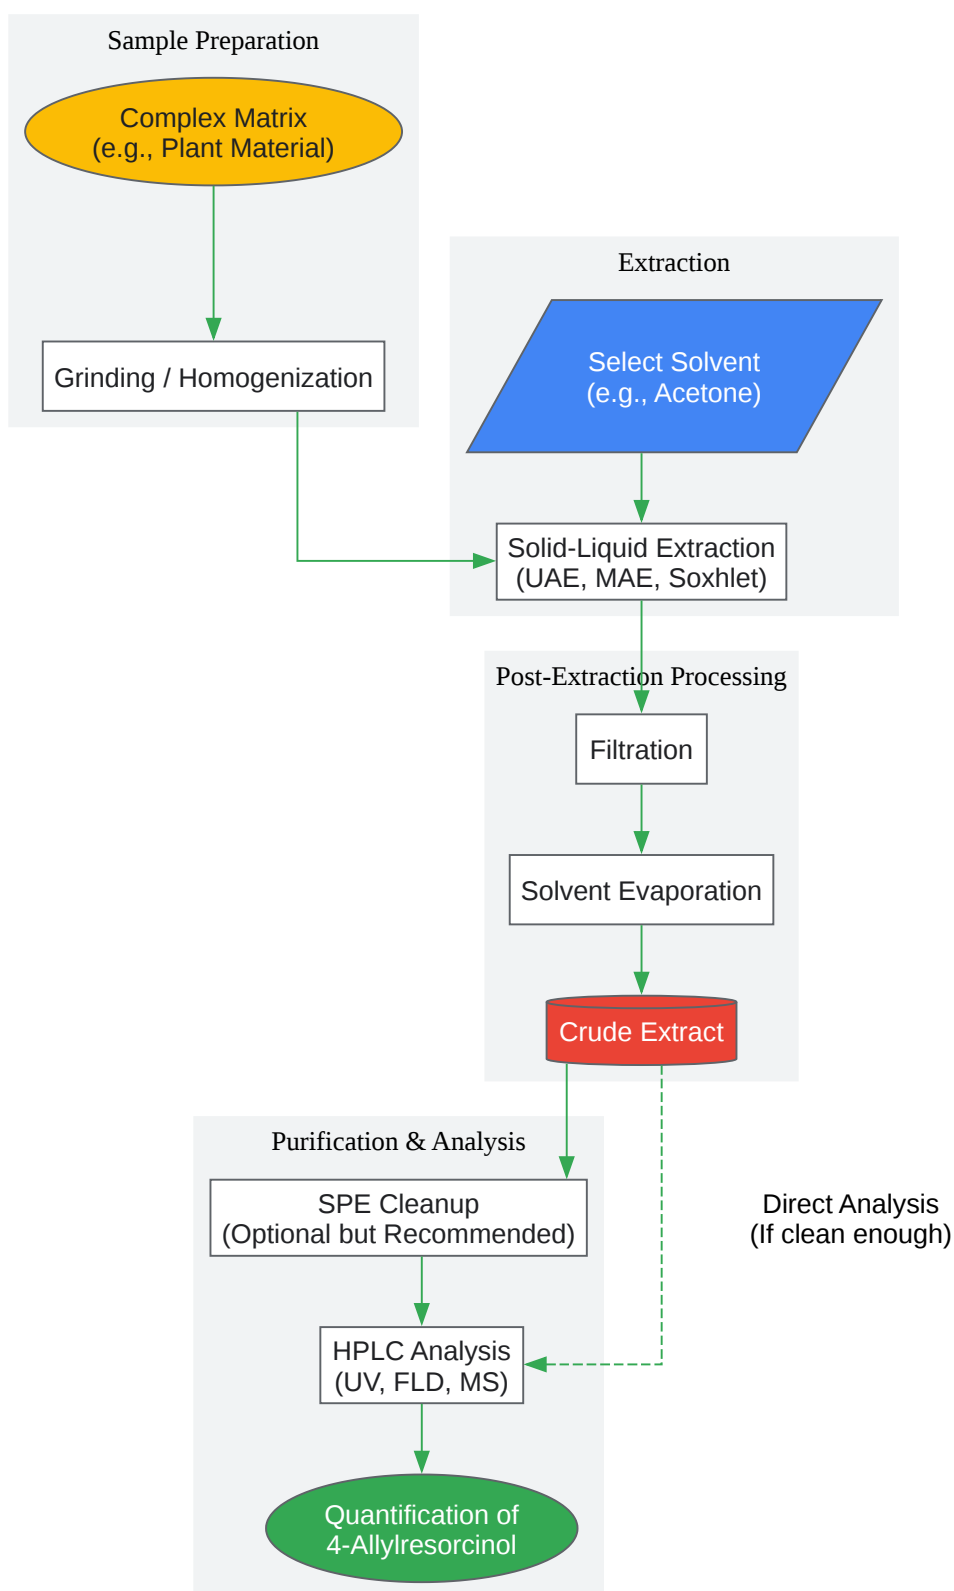 Sample Preparation
Complex Matrix
(e.g., Plant Material)
Grinding / Homogenization
Extraction
Select Solvent
(e.g., Acetone)
Solid-Liquid Extraction
(UAE, MAE, Soxhlet)
Post-Extraction Processing
Filtration
Solvent Evaporation
Crude Extract
Purification & Analysis
SPE Cleanup
(Optional but Recommended)
Direct Analysis
(If clean enough)
HPLC Analysis
(UV, FLD, MS)
Quantification of
4-Allylresorcinol